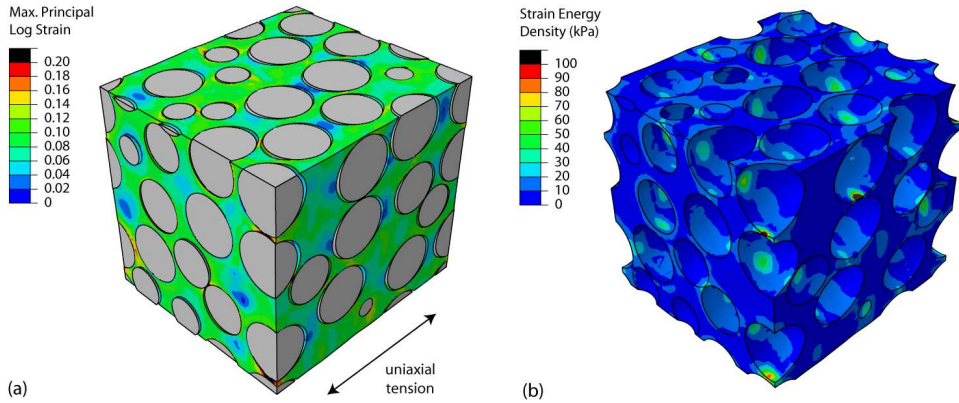 Max. Principal
Log Strain
0.20
0.18
0.16
0.14
0.12
0.10
0.08
0.06
0.04
0.02
0
(a)
uniaxial
tension
Strain Energy
Density (kPa)
100
90
80
70
60
50
40
30
20
10
0
(b)